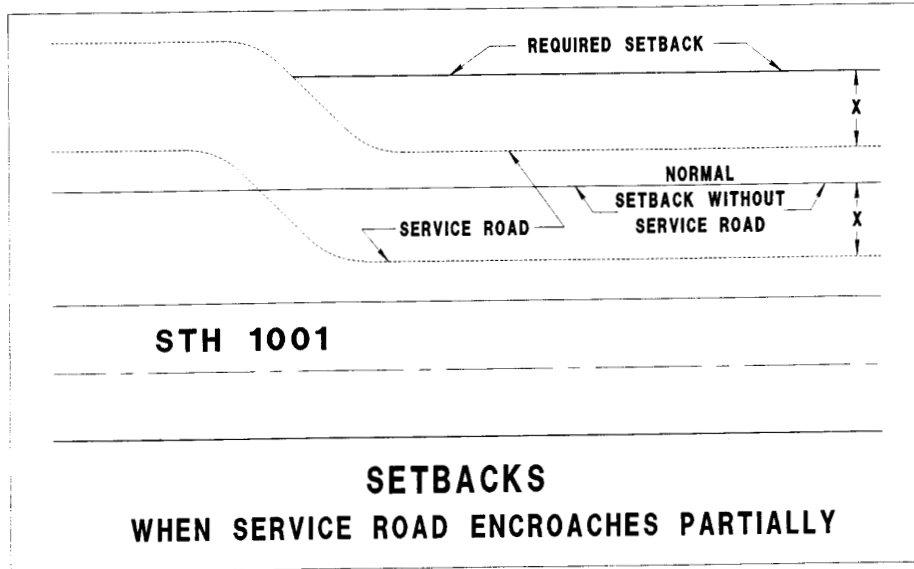 REQUIRED SETBACK
X
NORMAL
SETBACK WITHOUT
SERVICE ROAD
X
SERVICE ROAD
STH 1001
SETBACKS
WHEN SERVICE ROAD ENCROACHES PARTIALLY